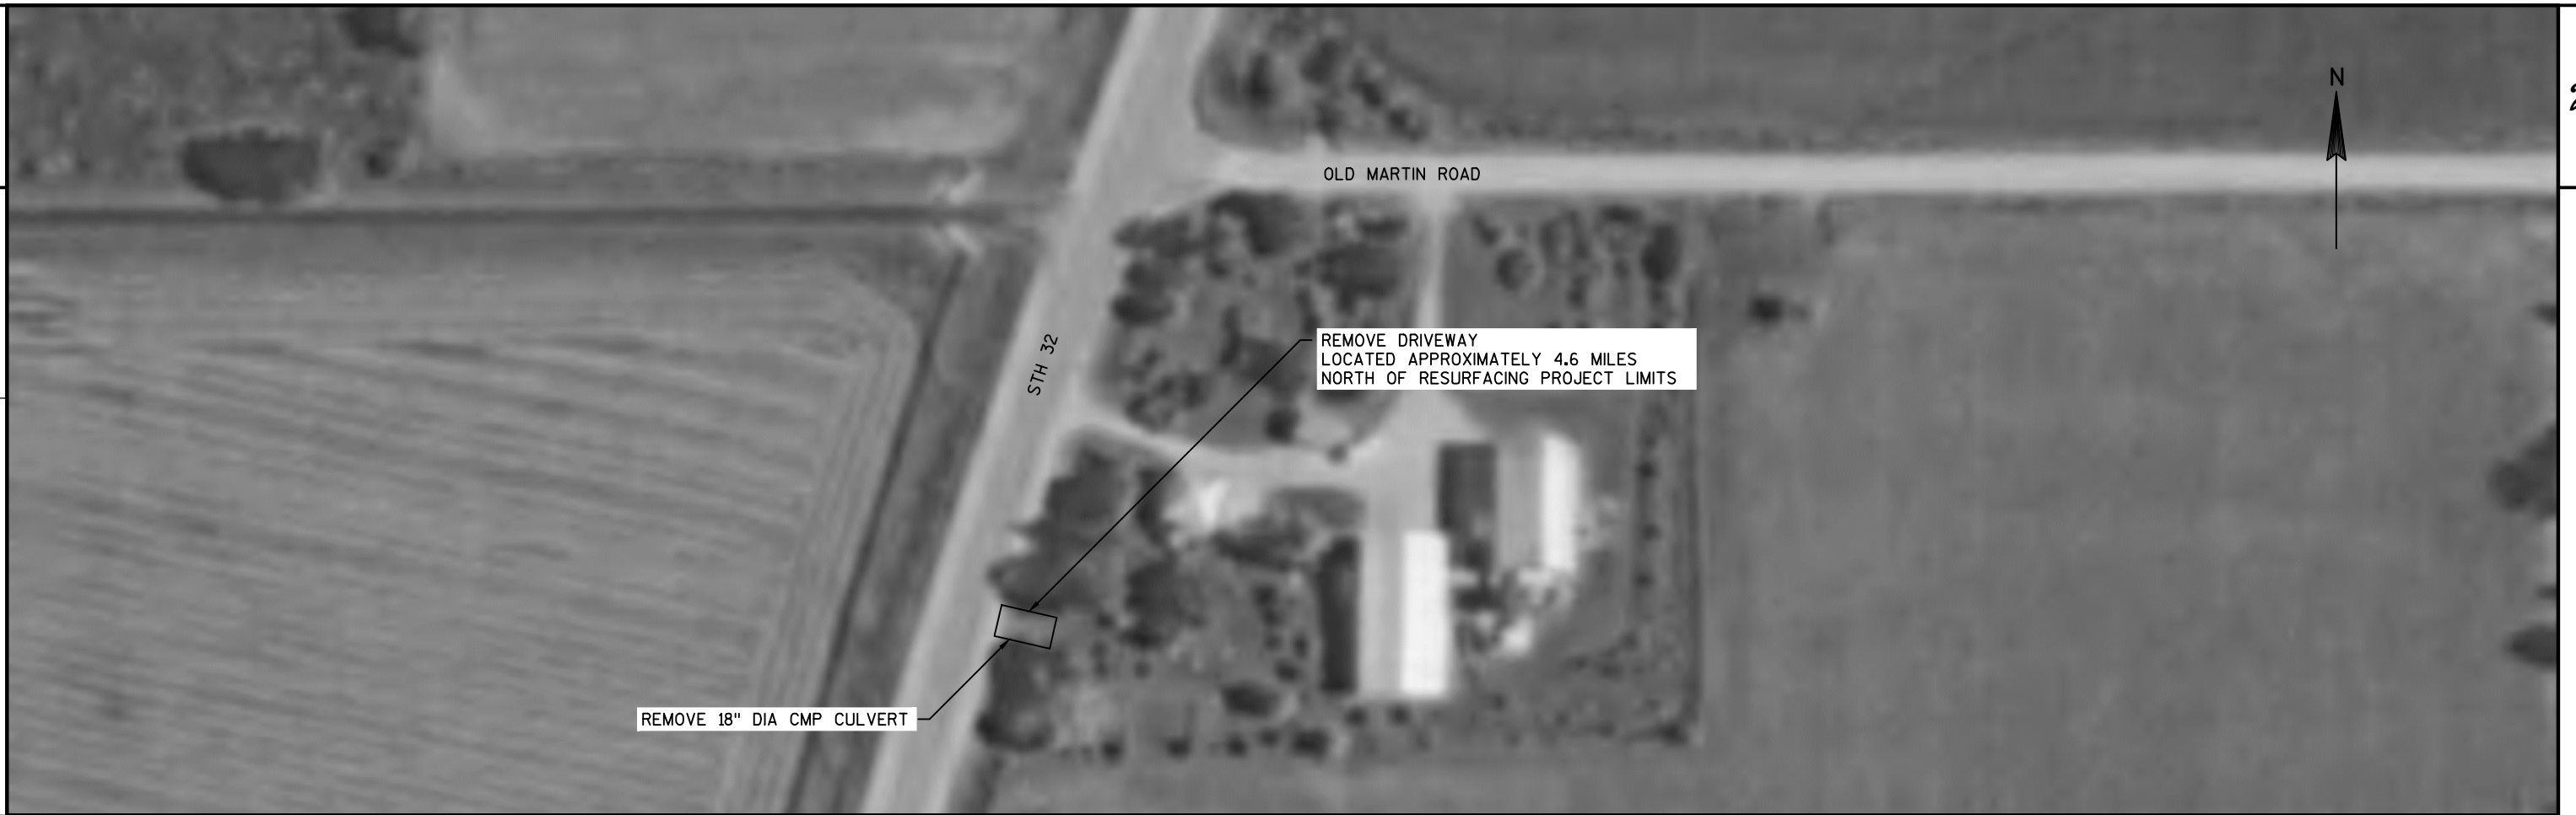 N
OLD MARTIN ROAD
STH 32
REMOVE DRIVEWAY
LOCATED APPROXIMATELY 4.6 MILES
NORTH OF RESURFACING PROJECT LIMITS
REMOVE 18" DIA CMP CULVERT